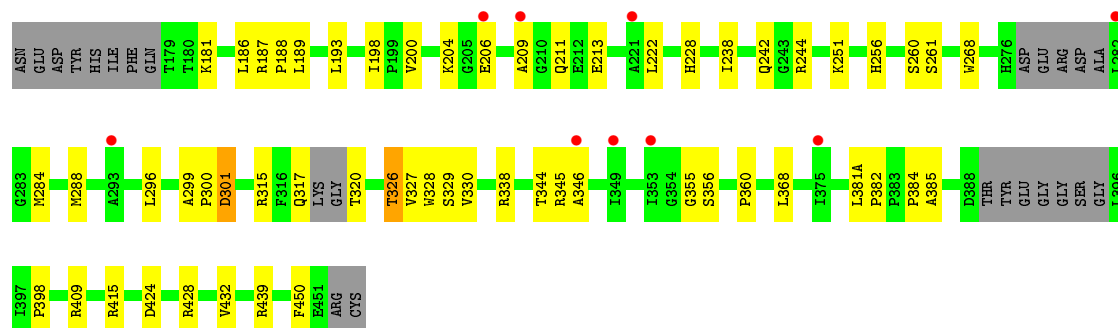 ASN GLU ASP TYR HIS ILE PHE GLN T179 T180 K181 L186 R187 P188 L189 L193 I198 P199 V200 K204 G205 E206 A209 G210 Q211 E212 E213 A221 L222 H228 I238 Q242 G243 R244 K251 H256 S260 S261 W268 H276 ASP GLU ARG ASP ALA L282
G283 M284 M288 A293 L296 A299 P300 D301 R315 F316 Q317 LYS GLY T320 T326 V327 W328 S329 V330 R338 T344 R345 A346 I349 I353 G354 G355 S356 P360 L368 I375 L381A P382 P383 P384 A385 D388 THR TYR GLU GLY GLY SER GLY L396
I397 P398 R409 R415 D424 R428 V432 R439 F450 E451 ARG CYS